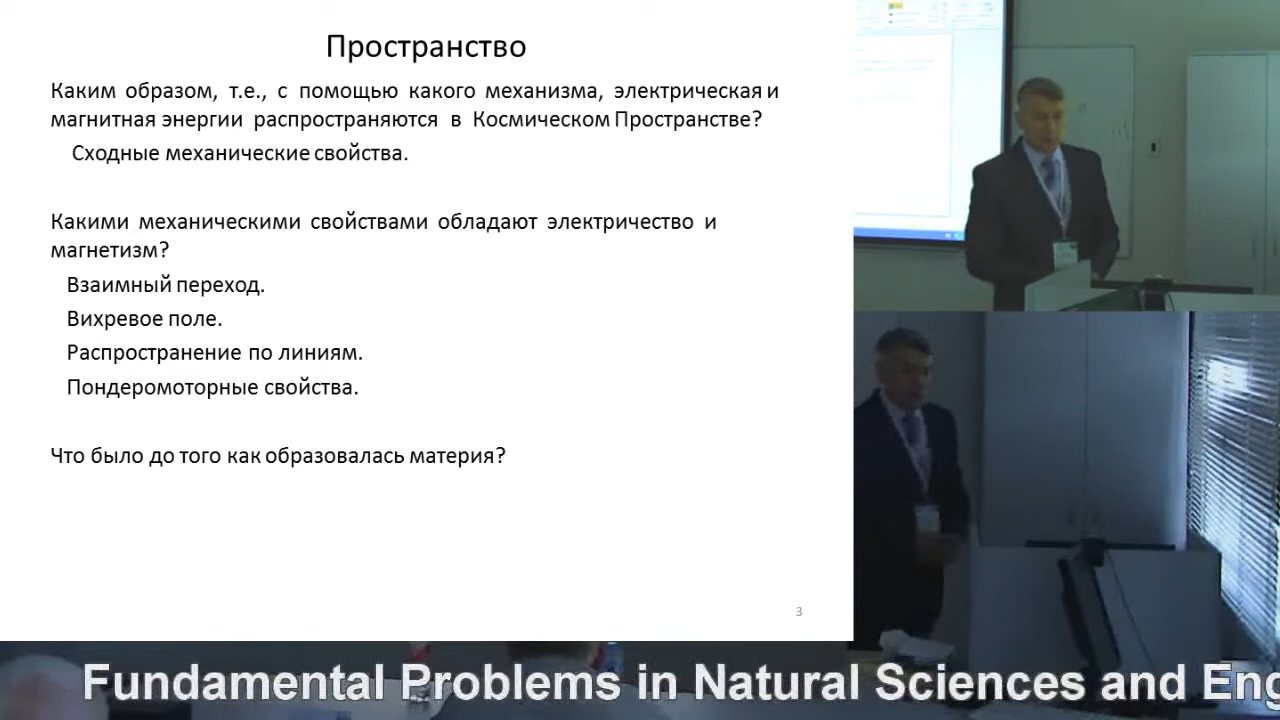 Пространство
Каким образом, т.е., с помощью какого механизма, электрическая и
магнитная энергии распространяются в Космическом Пространстве?
Сходные механические свойства.
Какими механическими свойствами обладают электричество и
магнетизм?
Взаимный переход.
Вихревое поле.
Распространение по линиям.
Пондеромоторные свойства.
Что было до того как образовалась материя?
3
Fundamental Problems in Natural Sciences and Eng